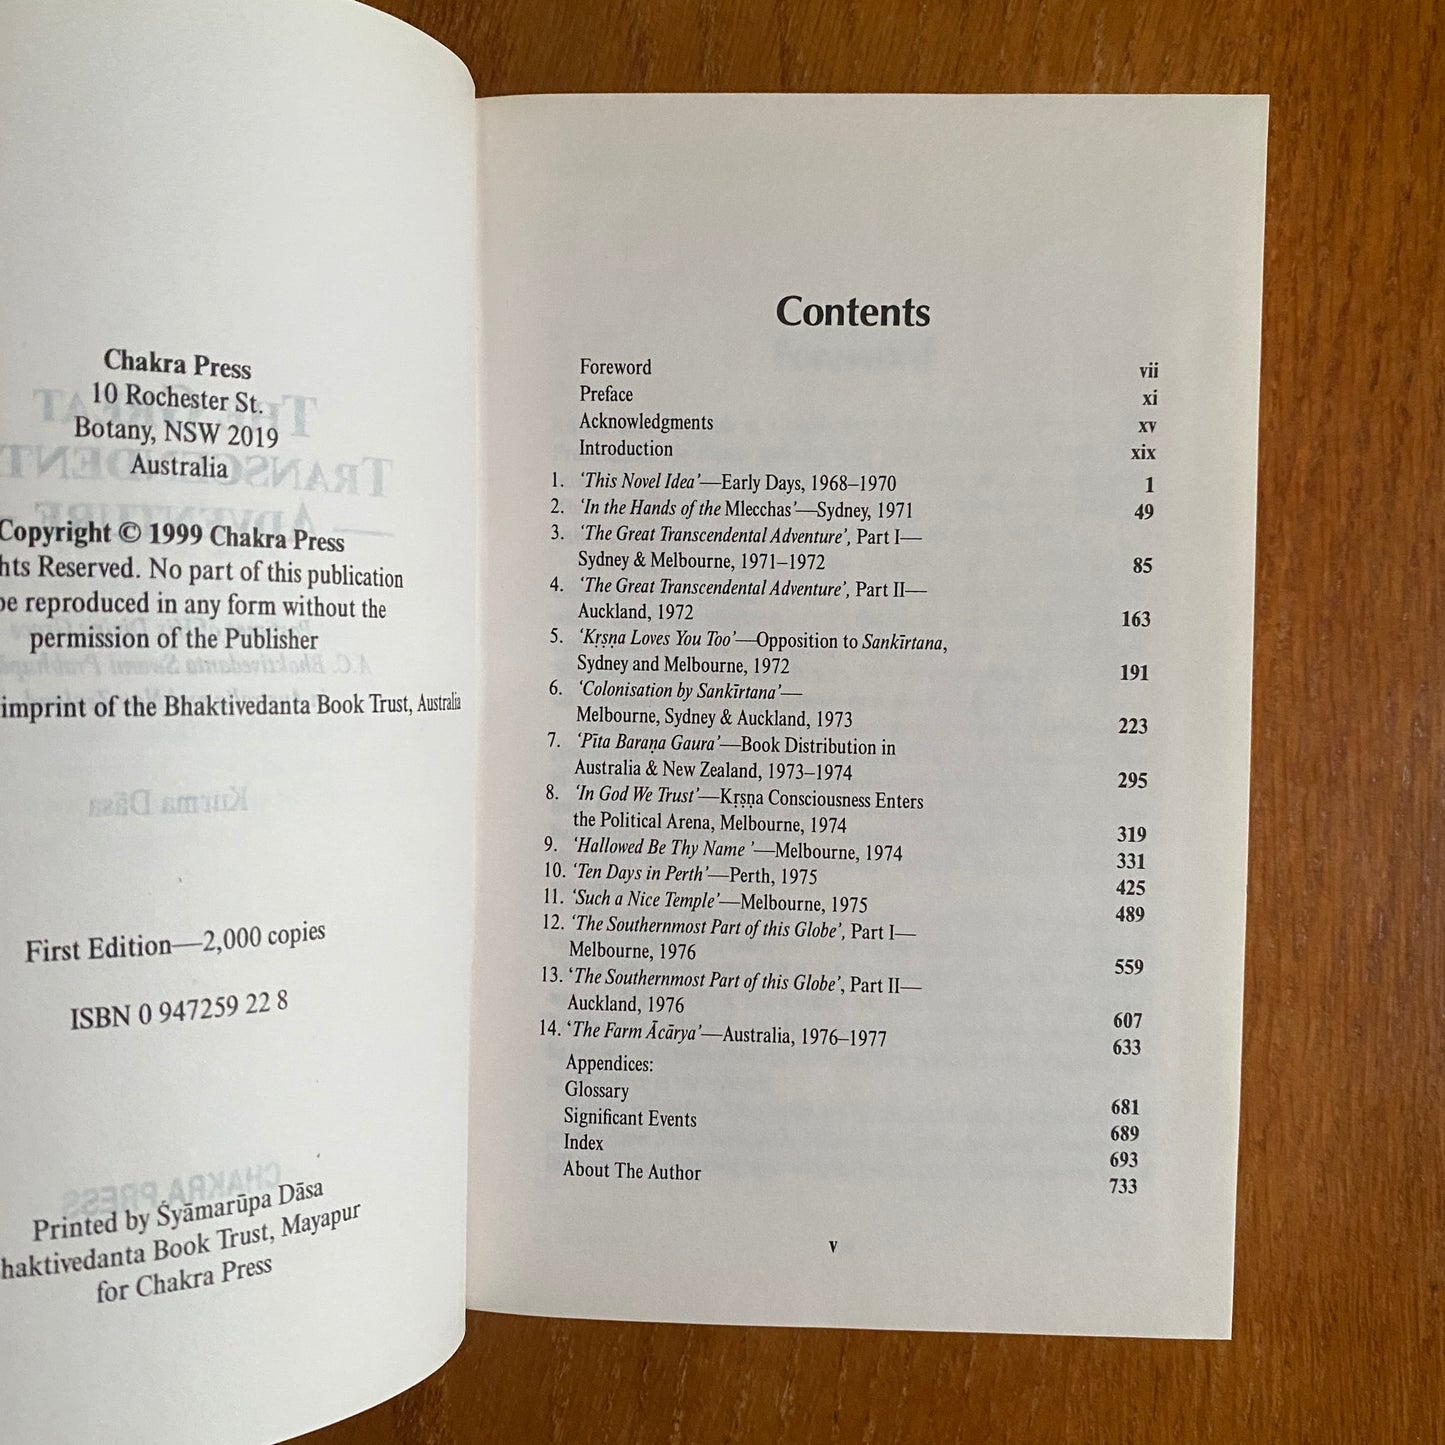 Chakra Press
10 Rochester St.
Botany, NSW 2019
Australia
Copyright © 1999 Chakra Press
hts Reserved. No part of this publication
be reproduced in any form without the
permission of the Publisher
imprint of the Bhaktivedanta Book Trust, Australia
First Edition—2,000 copies
ISBN 0 947259 22 8
Printed by Śyāmarūpa Dāsa
haktivedanta Book Trust, Mayapur
for Chakra Press
Contents
Foreword vii
Preface xi
Acknowledgments xv
Introduction xix
1. ‘This Novel Idea’—Early Days, 1968–1970 1
2. ‘In the Hands of the Mlecchas’—Sydney, 1971 49
3. ‘The Great Transcendental Adventure’, Part I—
Sydney & Melbourne, 1971–1972 85
4. ‘The Great Transcendental Adventure’, Part II—
Auckland, 1972 163
5. ‘Kṛṣṇa Loves You Too’—Opposition to Sankīrtana,
Sydney and Melbourne, 1972 191
6. ‘Colonisation by Sankīrtana’—
Melbourne, Sydney & Auckland, 1973 223
7. ‘Pīta Baraṇa Gaura’—Book Distribution in
Australia & New Zealand, 1973–1974 295
8. ‘In God We Trust’—Kṛṣṇa Consciousness Enters
the Political Arena, Melbourne, 1974 319
9. ‘Hallowed Be Thy Name ’—Melbourne, 1974 331
10. ‘Ten Days in Perth’—Perth, 1975 425
11. ‘Such a Nice Temple’—Melbourne, 1975 489
12. ‘The Southernmost Part of this Globe’, Part I—
Melbourne, 1976 559
13. ‘The Southernmost Part of this Globe’, Part II—
Auckland, 1976 607
14. ‘The Farm Ācārya’—Australia, 1976–1977 633
Appendices:
Glossary 681
Significant Events 689
Index 693
About The Author 733
v